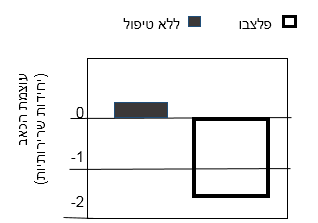 פלצבו
ללא טיפול
עוצמת הכאב
(יחידות שרירותיות)
0
-1
-2